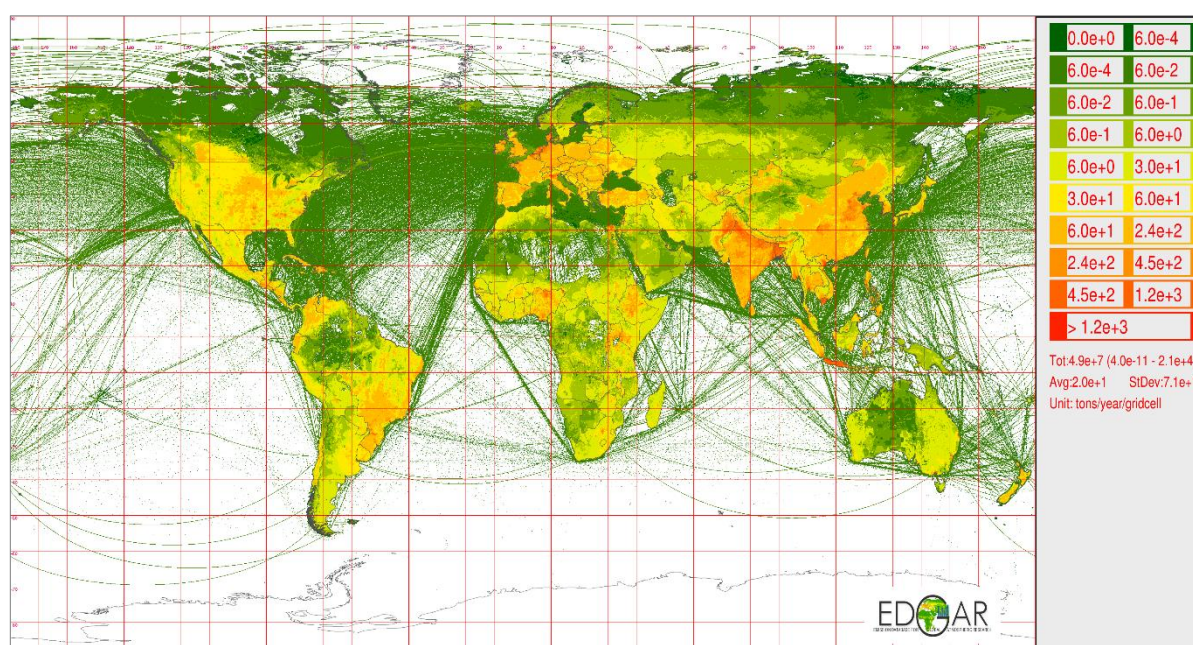 0.0e+0 6.0e-4
6.0e-4 6.0e-2
6.0e-2 6.0e-1
6.0e-1 6.0e+0
6.0e+0 3.0e+1
3.0e+1 6.0e+1
6.0e+1 2.4e+2
2.4e+2 4.5e+2
4.5e+2 1.2e+3
> 1.2e+3
Tot:4.9e+7 (4.0e-11 - 2.1e+4
Avg:2.0e+1 StDev:7.1e+
Unit: tons/year/gridcell
EDGAR